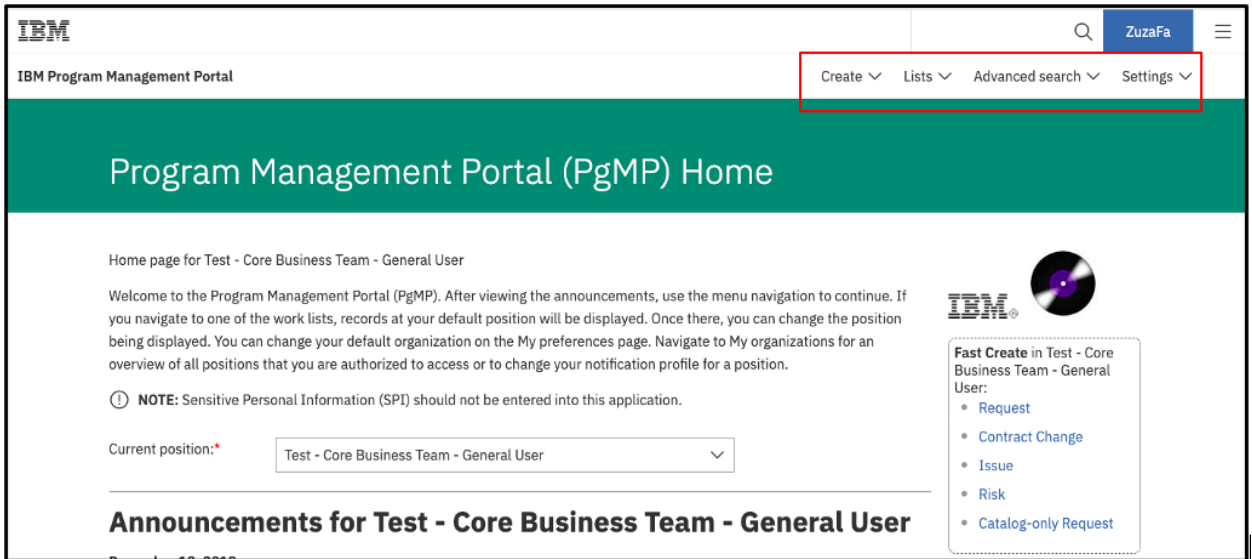 IBM
ZuzaFa
IBM Program Management Portal
Create
Lists
Advanced search
Settings
Program Management Portal (PgMP) Home
Home page for Test - Core Business Team - General User
Welcome to the Program Management Portal (PgMP). After viewing the announcements, use the menu navigation to continue. If
you navigate to one of the work lists, records at your default position will be displayed. Once there, you can change the position
being displayed. You can change your default organization on the My preferences page. Navigate to My organizations for an
overview of all positions that you are authorized to access or to change your notification profile for a position.
NOTE: Sensitive Personal Information (SPI) should not be entered into this application.
Current position:*
Test - Core Business Team - General User
Announcements for Test - Core Business Team - General User
IBM®
Fast Create in Test - Core
Business Team - General
User:
Request
Contract Change
Issue
Risk
Catalog-only Request